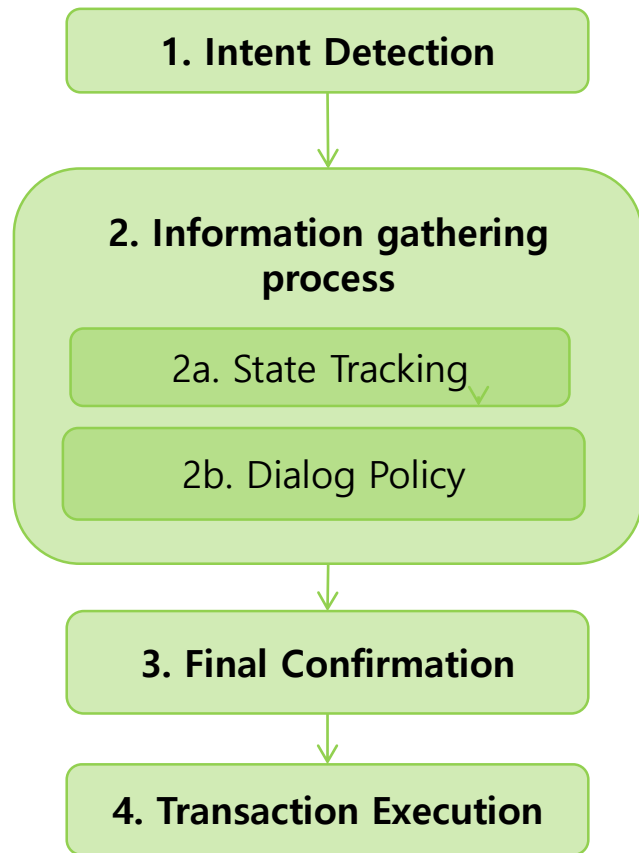 1. Intent Detection
2. Information gathering
process
2a. State Tracking
2b. Dialog Policy
3. Final Confirmation
4. Transaction Execution